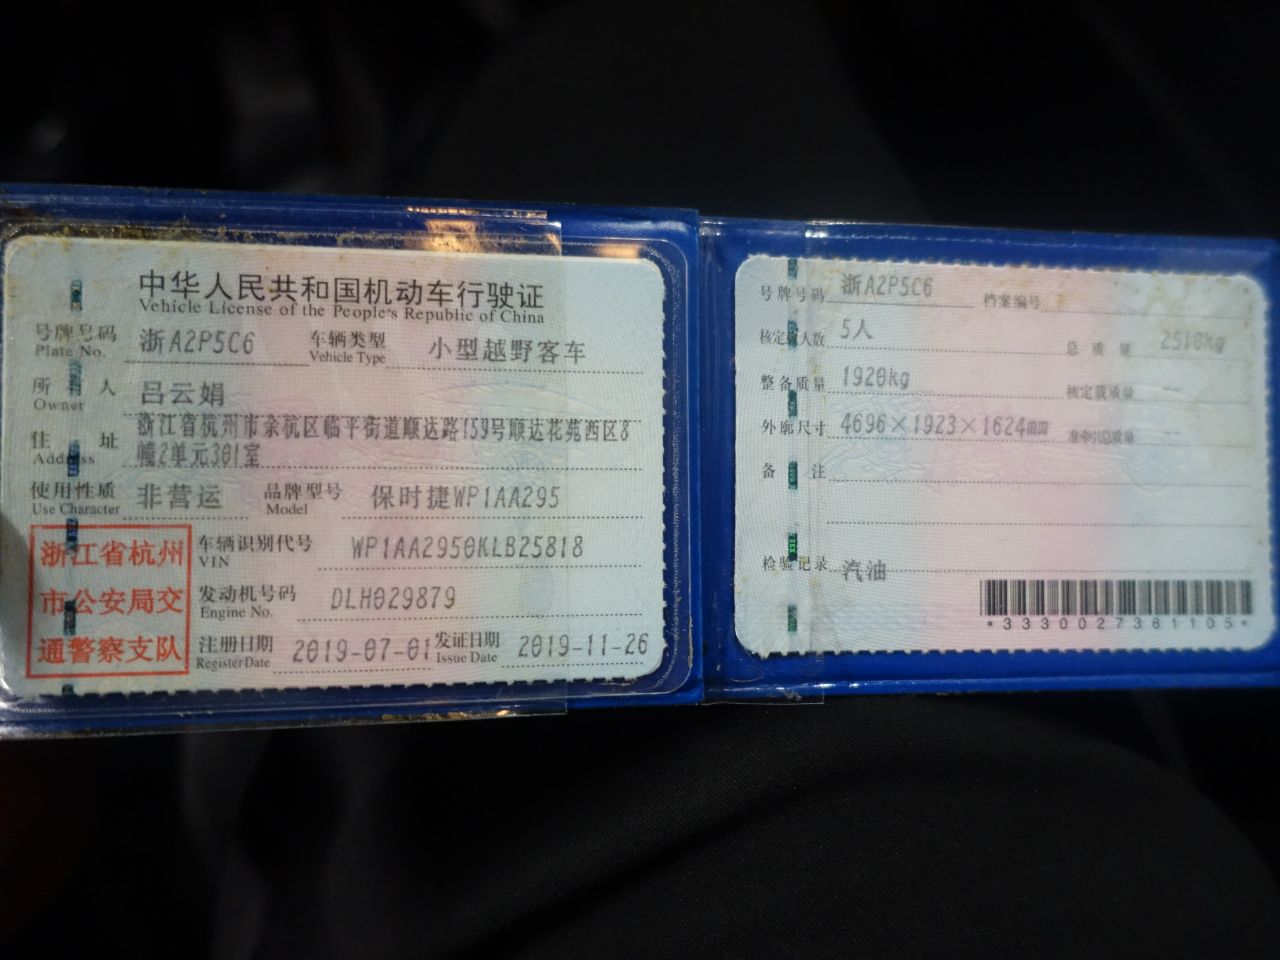 中华人民共和国机动车行驶证
Vehicle License of the People's Republic of China
号牌号码 浙A2P5C6 车辆类型 小型越野客车
Plate No. Vehicle Type
所有人 吕云娟
Owner
住址 浙江省杭州市余杭区临平街道顺达路159号顺达花苑西区8
Address 幢2单元301室
使用性质 非营运 品牌型号 保时捷WP1AA295
Use Character Model
浙江省杭州
市公安局交
通警察支队
车辆识别代号 WP1AA2950KLB25818
VIN
发动机号码 DLH029879
Engine No.
注册日期 2019-07-01 发证日期 2019-11-26
Register Date Issue Date
号牌号码 浙A2P5C6 档案编号
核定载人数 5人 总质量 2510kg
整备质量 1920kg 核定载质量 —
外廓尺寸 4696×1923×1624mm 准牵引总质量 —
备注
检验记录 汽油
*3330027361105*